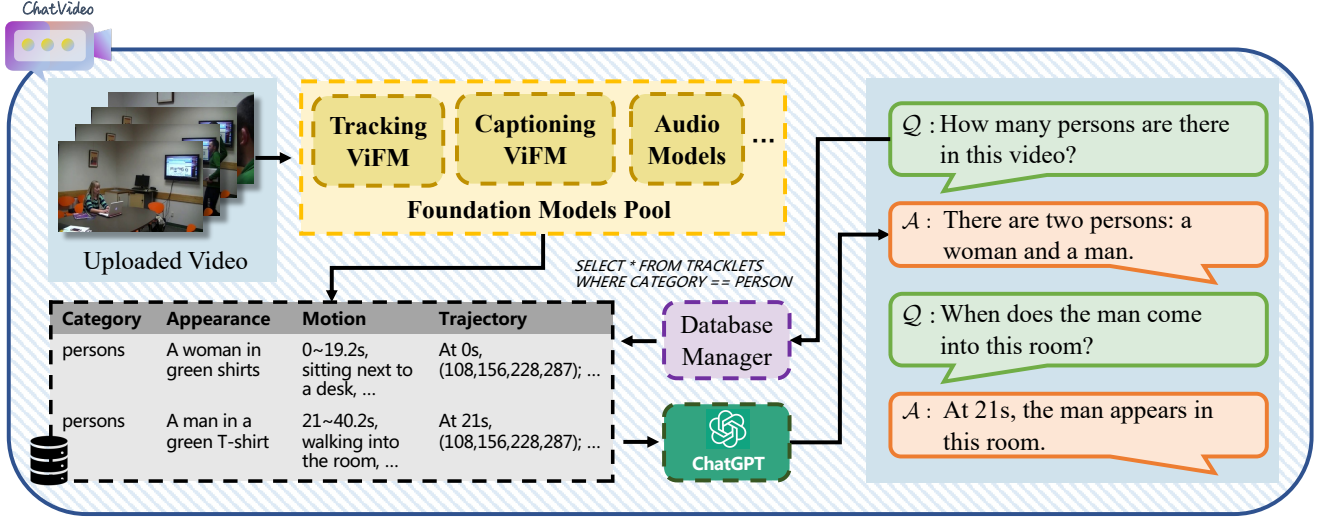 ChatVideo
Uploaded Video
Tracking
ViFM
Captioning
ViFM
Audio
Models
...
Foundation Models Pool
SELECT * FROM TRACKLETS
WHERE CATEGORY == PERSON
Database
Manager
ChatGPT
Category Appearance Motion Trajectory
persons
A woman in
green shirts
0~19.2s,
sitting next to
a desk, ...
At 0s,
(108,156,228,287); ...
persons
A man in a
green T-shirt
21~40.2s,
walking into
the room, ...
At 21s,
(108,156,228,287); ...
Q : How many persons are there
in this video?
A : There are two persons: a
woman and a man.
Q : When does the man come
into this room?
A : At 21s, the man appears in
this room.